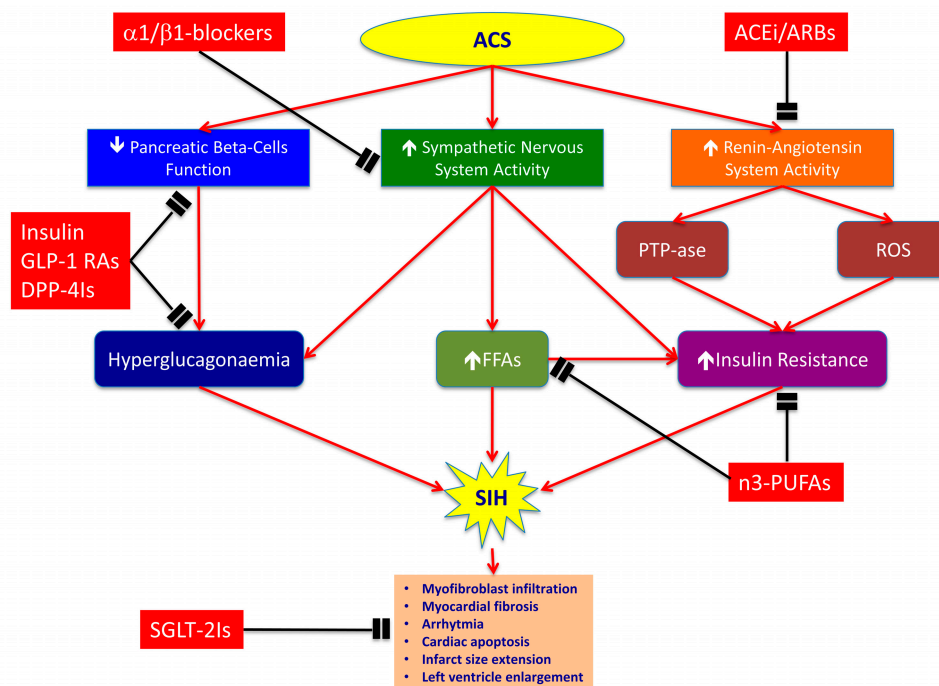 α1/β1-blockers
ACS
ACEi/ARBs
🡻 Pancreatic Beta-Cells
Function
🡹 Sympathetic Nervous
System Activity
🡹 Renin-Angiotensin
System Activity
Insulin
GLP-1 RAs
DPP-4Is
PTP-ase
ROS
Hyperglucagonaemia
🡹FFAs
🡹Insulin Resistance
n3-PUFAs
SIH
SGLT-2Is
• Myofibroblast infiltration
• Myocardial fibrosis
• Arrhytmia
• Cardiac apoptosis
• Infarct size extension
• Left ventricle enlargement